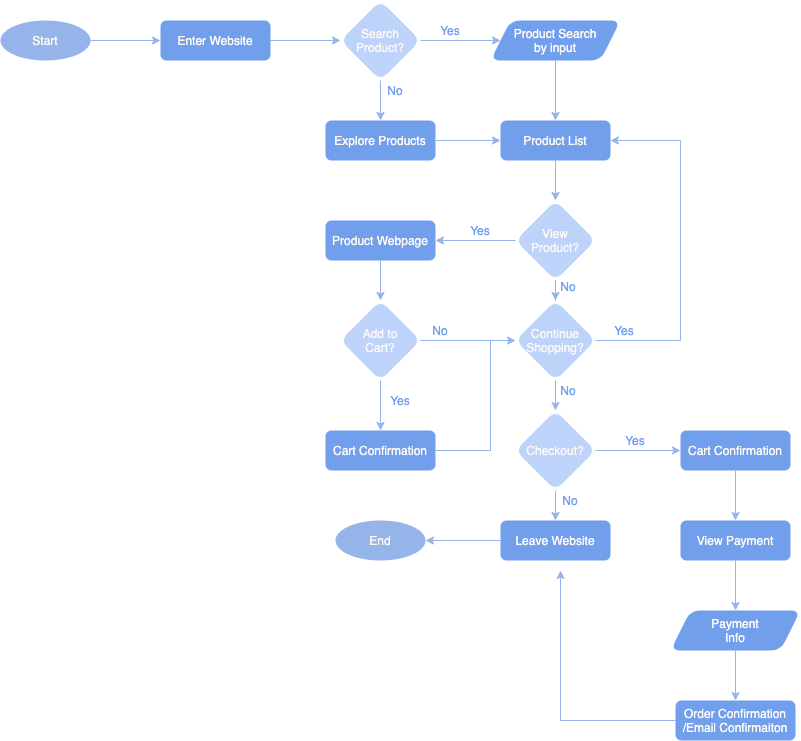 Start
Enter Website
Search
Product?
Yes
Product Search
by input
No
Explore Products
Product List
Product Webpage
Yes
View
Product?
No
Add to
Cart?
No
Continue
Shopping?
Yes
No
Yes
Cart Confirmation
Checkout?
Yes
Cart Confirmation
No
End
Leave Website
View Payment
Payment
Info
Order Confirmation
/Email Confirmaiton